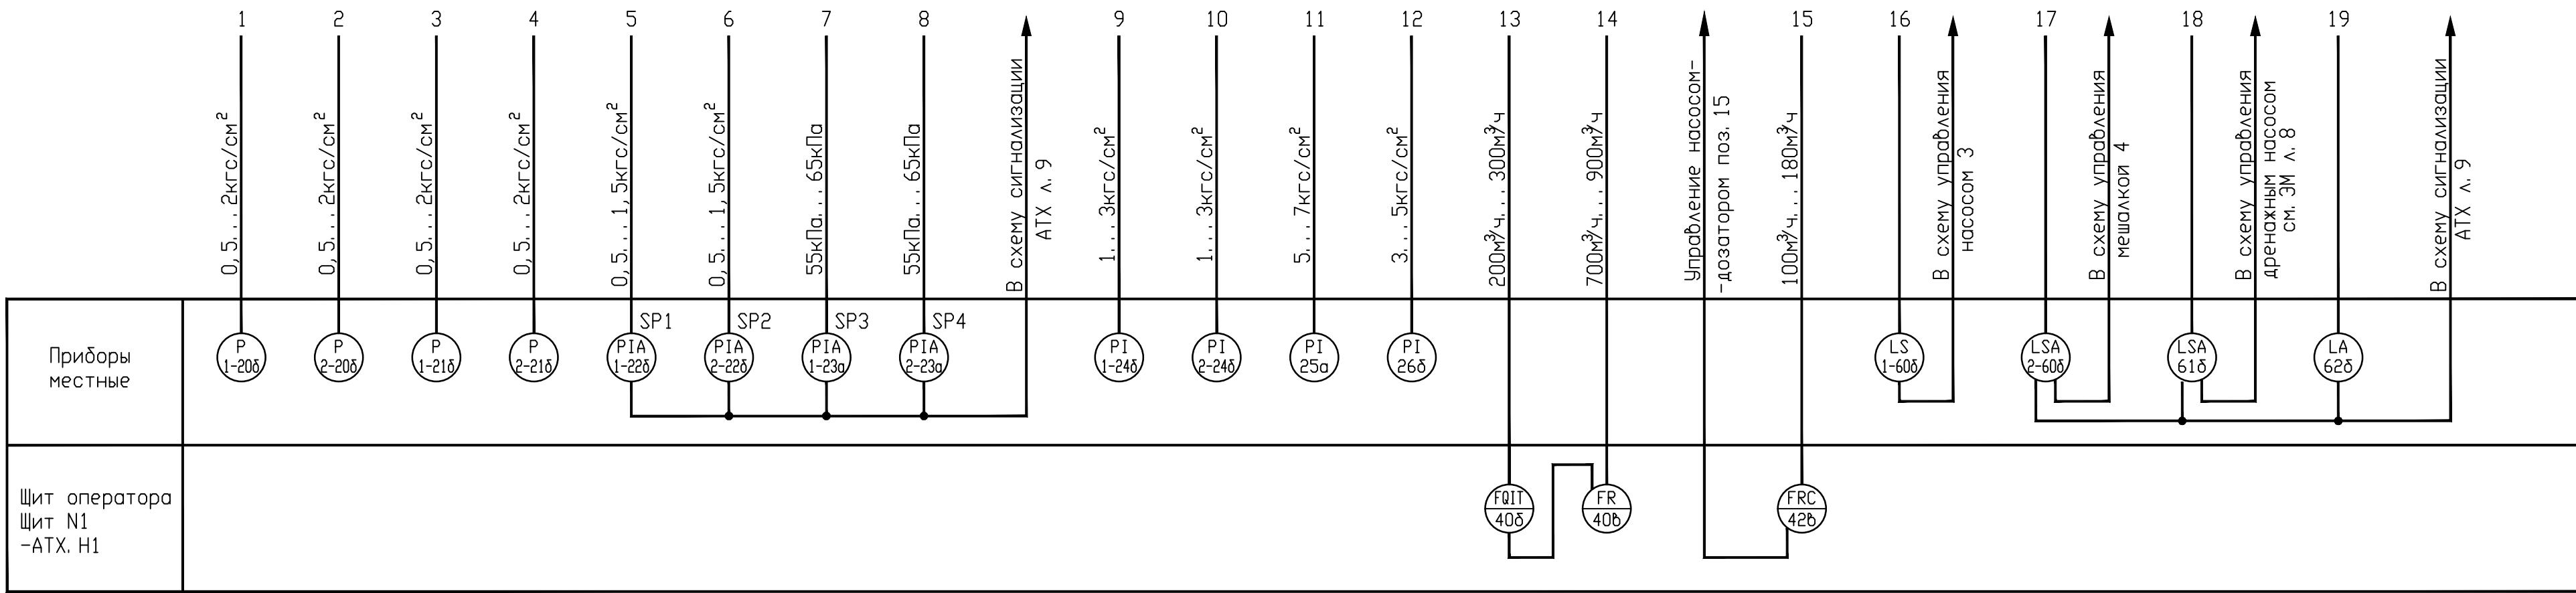 1 2 3 4 5 6 7 8 9 10 11 12 13 14 15 16 17 18 19
0,5...2кгс/см²
0,5...2кгс/см²
0,5...2кгс/см²
0,5...2кгс/см²
0,5...1,5кгс/см²
0,5...1,5кгс/см²
55кПа...65кПа
55кПа...65кПа
В схему сигнализации
АТХ л.9
1...3кгс/см²
1...3кгс/см²
5...7кгс/см²
3...5кгс/см²
200м³/ч...300м³/ч
700м³/ч...900м³/ч
Управление насосом-
-дозатором поз.15
100м³/ч...180м³/ч
В схему управления
насосом 3
В схему управления
мешалкой 4
В схему управления
дренажным насосом
см. ЭМ л.8
В схему сигнализации
АТХ л.9
Приборы
местные
P
1-20б
P
2-20б
P
1-21б
P
2-21б
SP1
PIA
1-22б
SP2
PIA
2-22б
SP3
PIA
1-23а
SP4
PIA
2-23а
PI
1-24б
PI
2-24б
PI
25а
PI
26б
LS
1-60б
LSA
2-60б
LSA
61б
LA
62б
Щит оператора
Щит N1
-АТХ.Н1
FQIT
40б
FR
40в
FRC
42в